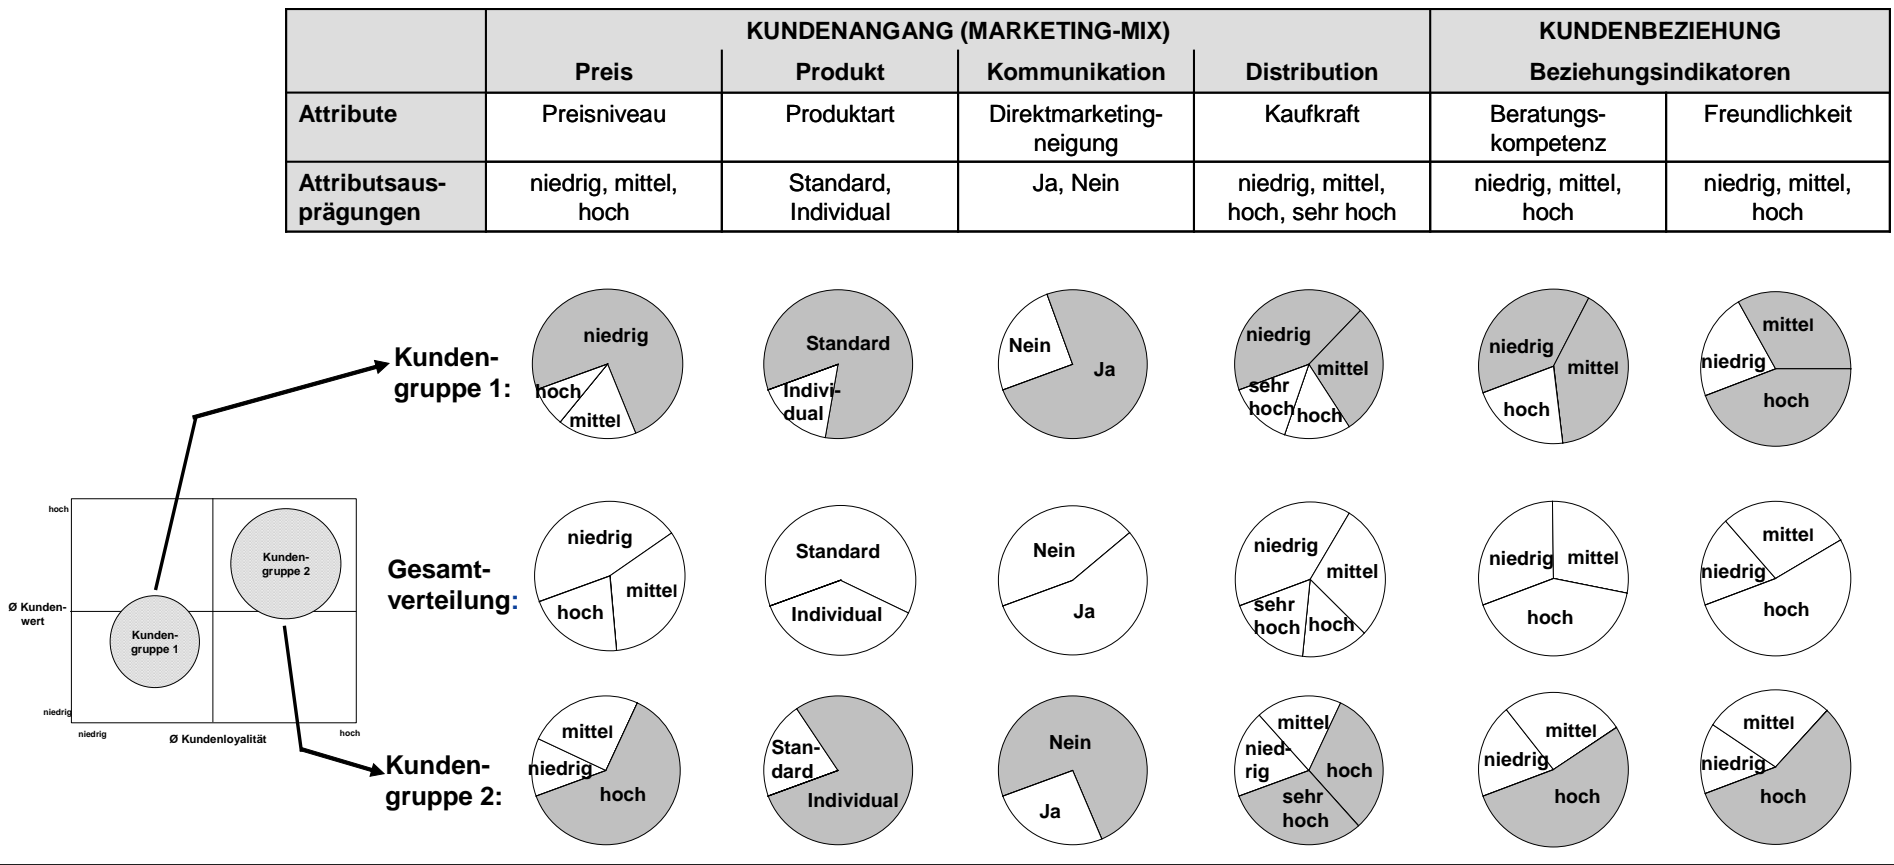 KUNDENANGANG (MARKETING-MIX)
KUNDENBEZIEHUNG
Preis
Produkt
Kommunikation
Distribution
Beziehungsindikatoren
Attribute
Preisniveau
Produktart
Direktmarketing-
neigung
Kaufkraft
Beratungs-
kompetenz
Freundlichkeit
Attributsaus-
prägungen
niedrig, mittel,
hoch
Standard,
Individual
Ja, Nein
niedrig, mittel,
hoch, sehr hoch
niedrig, mittel,
hoch
niedrig, mittel,
hoch
Kunden-
gruppe 1:
niedrig
hoch
mittel
Standard
Indivi-
dual
Nein
Ja
niedrig
mittel
sehr
hoch
hoch
niedrig
mittel
hoch
mittel
niedrig
hoch
Gesamt-
verteilung:
niedrig
mittel
hoch
Standard
Individual
Nein
Ja
niedrig
mittel
sehr
hoch
hoch
niedrig
mittel
hoch
mittel
niedrig
hoch
Kunden-
gruppe 2:
mittel
niedrig
hoch
Stan-
dard
Individual
Nein
Ja
mittel
nied-
rig
hoch
sehr
hoch
mittel
niedrig
hoch
mittel
niedrig
hoch
hoch
Kunden-
gruppe 2
Ø Kunden-
wert
Kunden-
gruppe 1
niedrig
niedrig
Ø Kundenloyalität
hoch